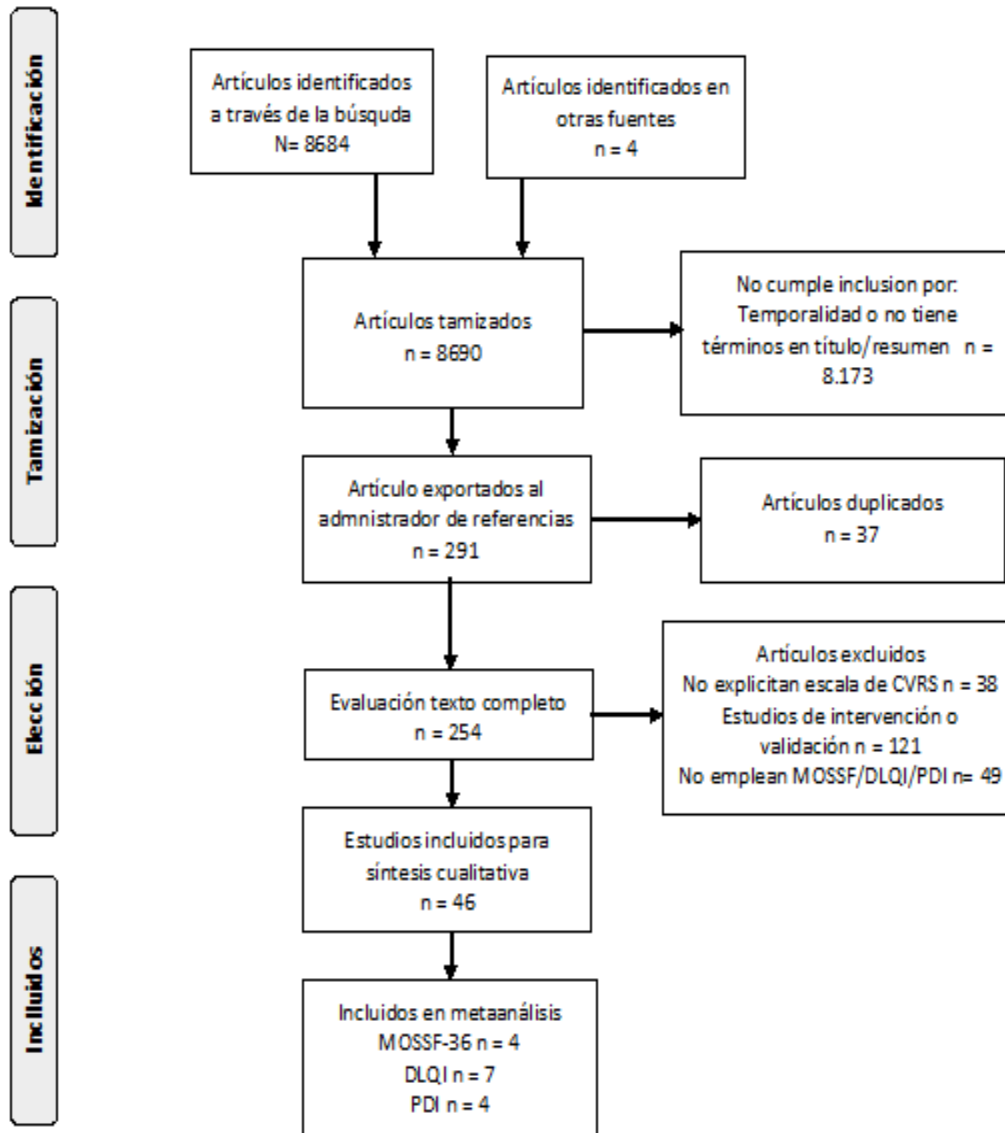 Identificación
Artículos identificados
a través de la búsquda
N= 8684
Artículos identificados en
otras fuentes
n = 4
Tamización
Artículos tamizados
n = 8690
No cumple inclusion por:
Temporalidad o no tiene
términos en título/resumen n =
8.173
Artículo exportados al
admnistrador de referencias
n = 291
Artículos duplicados
n = 37
Elección
Evaluación texto completo
n = 254
Artículos excluidos
No explicitan escala de CVRS n = 38
Estudios de intervención o
validación n = 121
No emplean MOSSF/DLQI/PDI n= 49
Estudios incluidos para
síntesis cualitativa
n = 46
Incluidos
Incluidos en metaanálisis
MOSSF-36 n = 4
DLQI n = 7
PDI n = 4